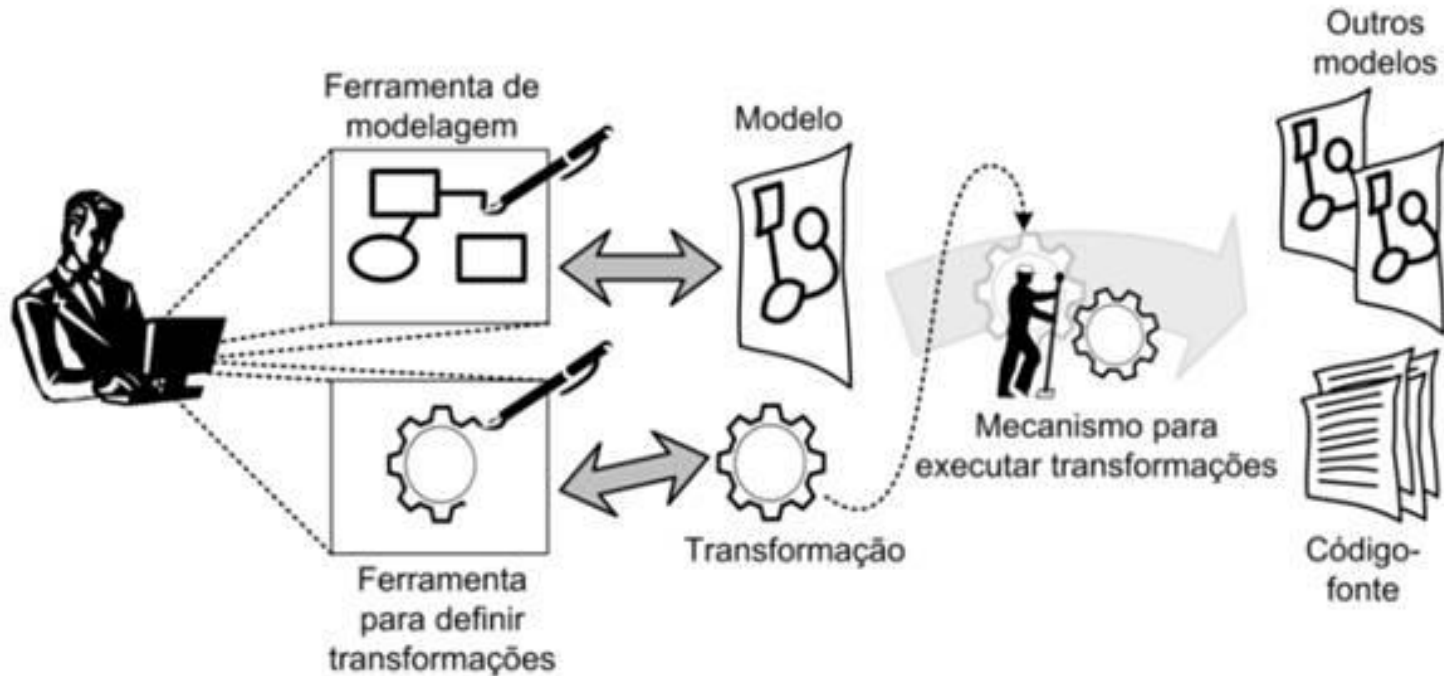 Ferramenta de
modelagem
Modelo
Outros
modelos
Ferramenta
para definir
transformações
Transformação
Mecanismo para
executar transformações
Código-
fonte